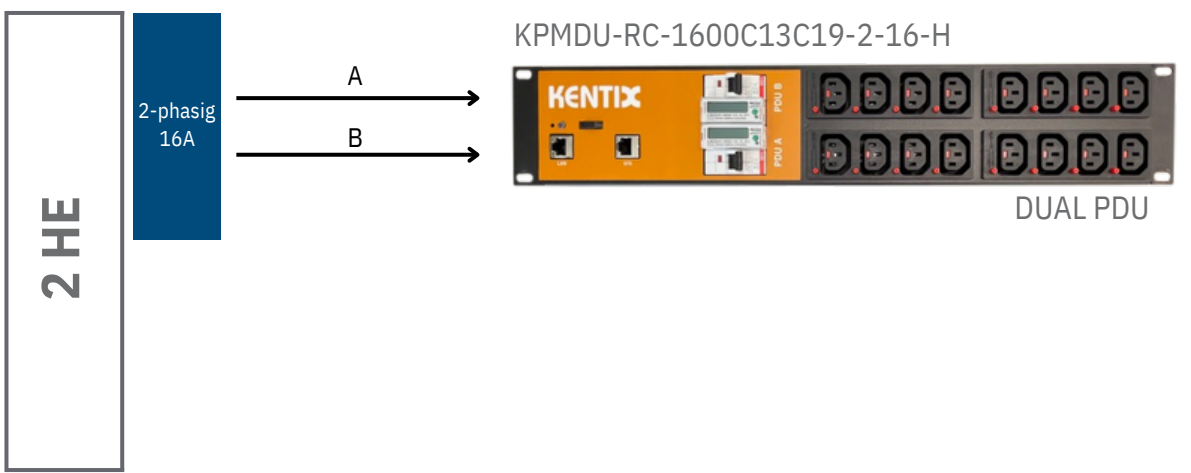 KPMDU-RC-1600C13C19-2-16-H
2-phasig
16A
A
B
2 HE
KENTIX
PDU B
PDU A
DUAL PDU